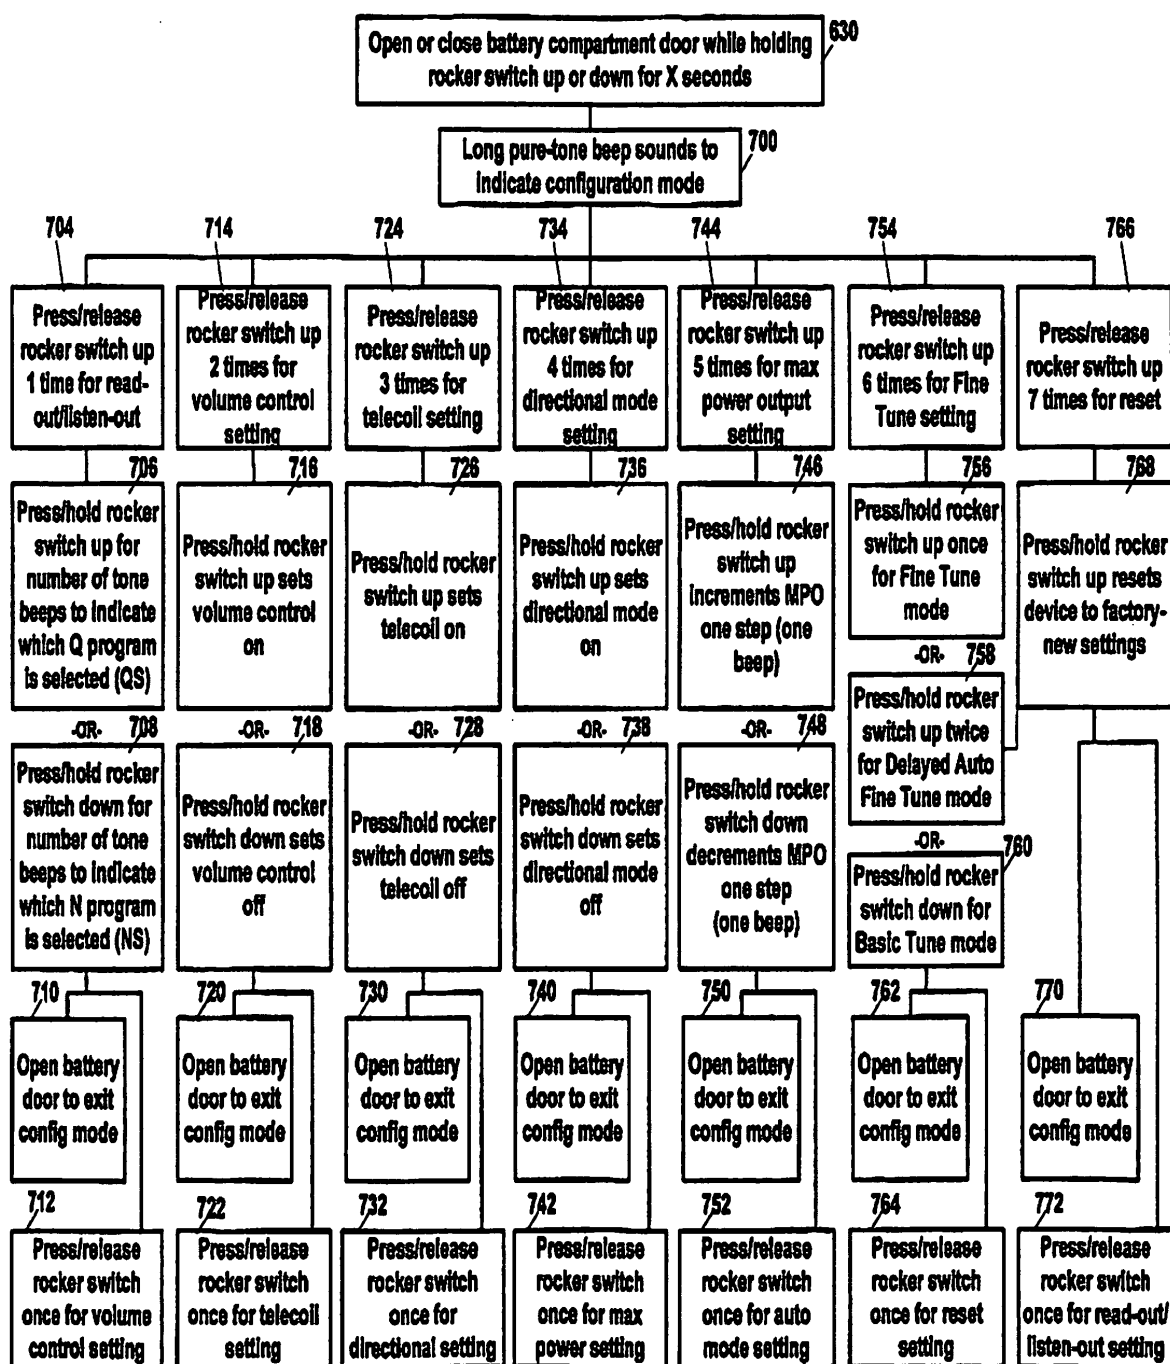 630
Open or close battery compartment door while holding
rocker switch up or down for X seconds
700
Long pure-tone beep sounds to
indicate configuration mode
704
Press/release
rocker switch up
1 time for read-
out/listen-out
706
Press/hold rocker
switch up for
number of tone
beeps to indicate
which Q program
is selected (QS)
-OR-
708
Press/hold rocker
switch down for
number of tone
beeps to indicate
which N program
is selected (NS)
710
Open battery
door to exit
config mode
712
Press/release
rocker switch
once for volume
control setting
714
Press/release
rocker switch up
2 times for
volume control
setting
716
Press/hold rocker
switch up sets
volume control
on
-OR-
718
Press/hold rocker
switch down sets
volume control
off
720
Open battery
door to exit
config mode
722
Press/release
rocker switch
once for telecoil
setting
724
Press/release
rocker switch up
3 times for
telecoil setting
726
Press/hold rocker
switch up sets
telecoil on
-OR-
728
Press/hold rocker
switch down sets
telecoil off
730
Open battery
door to exit
config mode
732
Press/release
rocker switch
once for
directional setting
734
Press/release
rocker switch up
4 times for
directional mode
setting
736
Press/hold rocker
switch up sets
directional mode
on
-OR-
738
Press/hold rocker
switch down sets
directional mode
off
740
Open battery
door to exit
config mode
742
Press/release
rocker switch
once for max
power setting
744
Press/release
rocker switch up
5 times for max
power output
setting
746
Press/hold rocker
switch up
increments MPO
one step (one
beep)
-OR-
748
Press/hold rocker
switch down
decrements MPO
one step
(one beep)
750
Open battery
door to exit
config mode
752
Press/release
rocker switch
once for auto
mode setting
754
Press/release
rocker switch up
6 times for Fine
Tune setting
756
Press/hold rocker
switch up once
for Fine Tune
mode
-OR-
758
Press/hold rocker
switch up twice
for Delayed Auto
Fine Tune mode
-OR-
760
Press/hold rocker
switch down for
Basic Tune mode
762
Open battery
door to exit
config mode
764
Press/release
rocker switch
once for reset
setting
766
Press/release
rocker switch up
7 times for reset
768
Press/hold rocker
switch up resets
device to factory-
new settings
770
Open battery
door to exit
config mode
772
Press/release
rocker switch
once for read-out/
listen-out setting